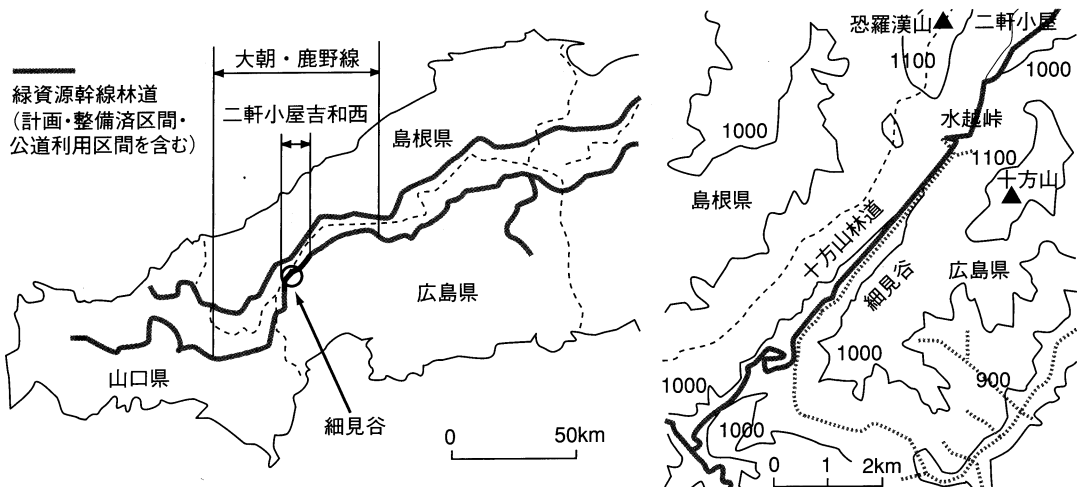 緑資源幹線林道
(計画・整備済区間・
公道利用区間を含む)
大朝・鹿野線
二軒小屋吉和西
島根県
広島県
山口県
細見谷
0 50km
恐羅漢山
二軒小屋
1100
1000
水越峠
1000
1100
十方山
島根県
十方山林道
細見谷
広島県
1000
900
1000
1000
0 1 2km